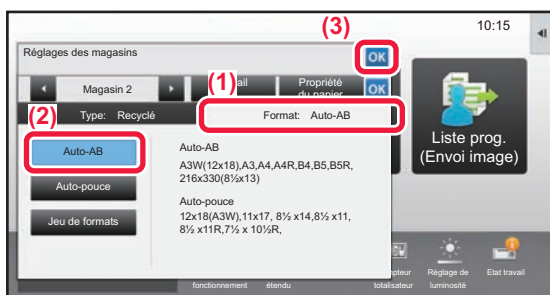 (3)
10:15
Réglages des magasins
OK
Magasin 2
(1)
Propriété
du papier
OK
(2)
Type: Recyclé
Format: Auto-AB
Auto-AB
Auto-pouce
Jeu de formats
Auto-AB
A3W(12x18),A3,A4,A4R,B4,B5,B5R,
216x330(8½x13)
Auto-pouce
12x18(A3W),11x17, 8½ x14,8½ x11,
8½ x11R,7½ x 10½R,
Liste prog.
(Envoi image)
fonctionnement
étendu
totalisateur
Réglage de
luminosité
Etat travail